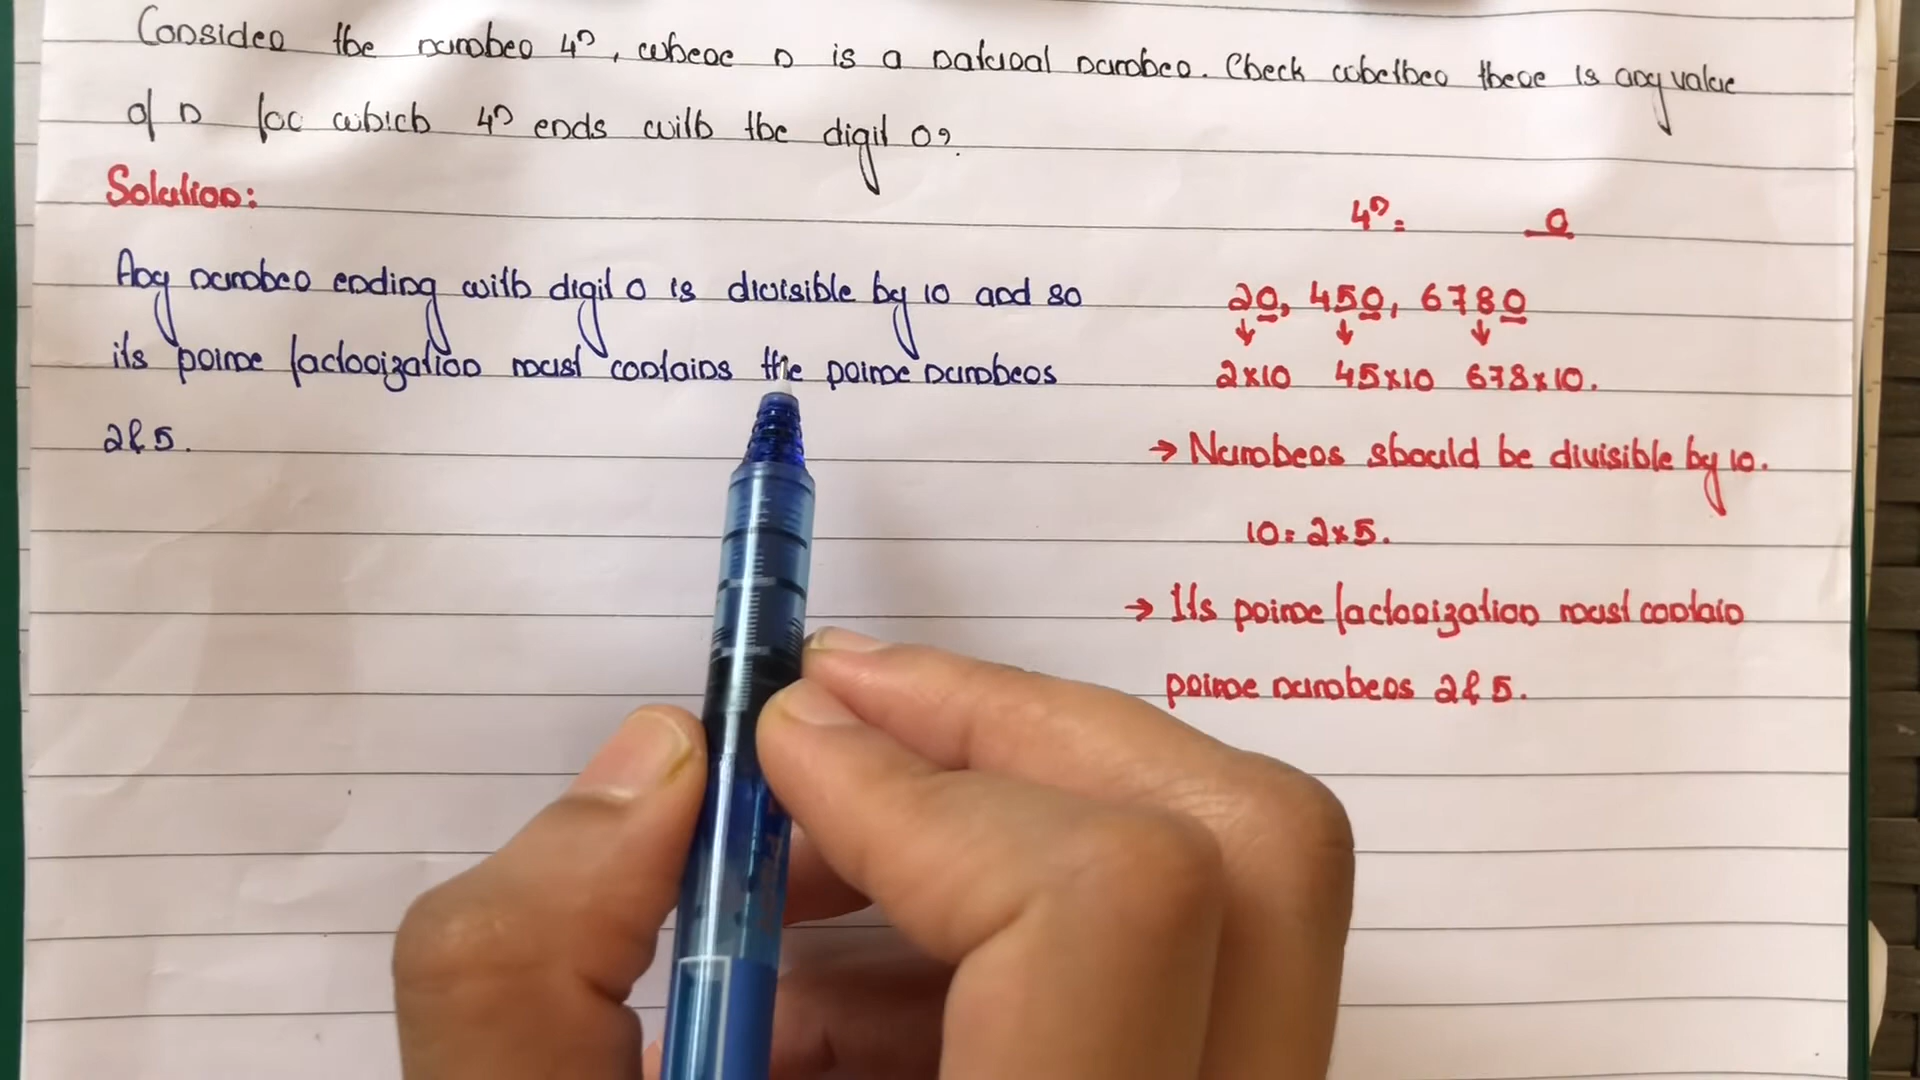 Consider the number 4ⁿ, where n is a natural number. Check whether there is any value
of n for which 4ⁿ ends with the digit 0?
Solution:
Any number ending with digit 0 is divisible by 10 and so
its prime factorization must contains the prime numbers
2 & 5.
4ⁿ = 0
20, 450, 6780
↓ ↓ ↓
2×10 45×10 678×10.
→ Numbers should be divisible by 10.
10 = 2×5.
→ Its prime factorization must contain
prime numbers 2 & 5.